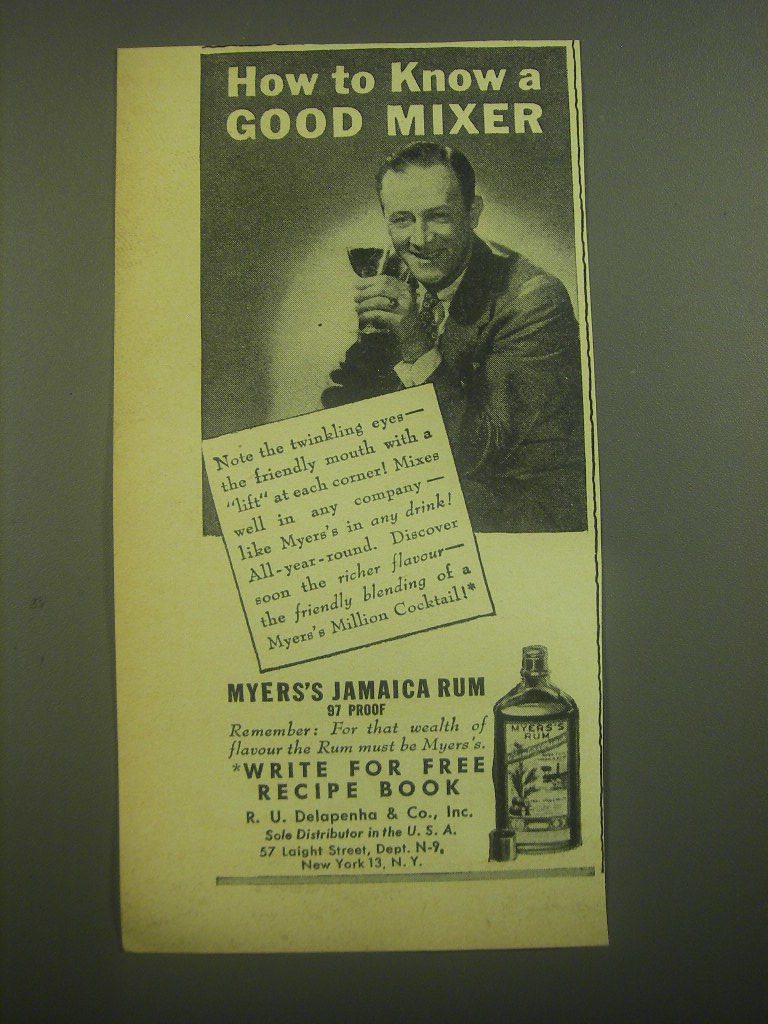 How to Know a
GOOD MIXER
Note the twinkling eyes—
the friendly mouth with a
"lift" at each corner! Mixes
well in any company—
like Myers's in any drink!
All-year-round. Discover
soon the richer flavour—
the friendly blending of a
Myers's Million Cocktail!*
MYERS'S JAMAICA RUM
97 PROOF
Remember: For that wealth of
flavour the Rum must be Myers's.
*WRITE FOR FREE
RECIPE BOOK
R. U. Delapenha & Co., Inc.
Sole Distributor in the U. S. A.
57 Laight Street, Dept. N-9,
New York 13, N. Y.
MYERS'S
RUM